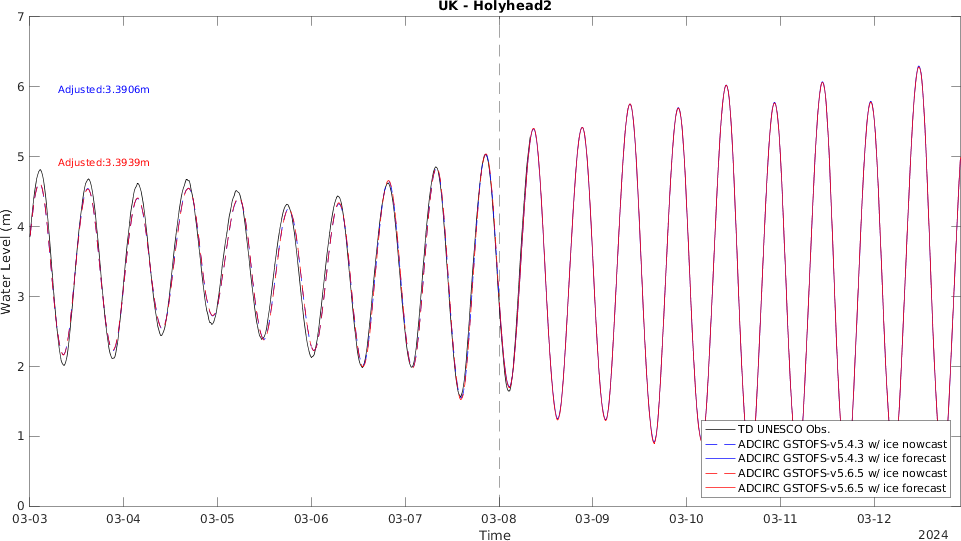 UK - Holyhead2
7
6
5
4
3
2
1
0
Water Level (m)
Adjusted:3.3906m
Adjusted:3.3939m
TD UNESCO Obs.
ADCIRC GSTOFS-v5.4.3 w/ ice nowcast
ADCIRC GSTOFS-v5.4.3 w/ ice forecast
ADCIRC GSTOFS-v5.6.5 w/ ice nowcast
ADCIRC GSTOFS-v5.6.5 w/ ice forecast
03-03 03-04 03-05 03-06 03-07 03-08 03-09 03-10 03-11 03-12
Time
2024